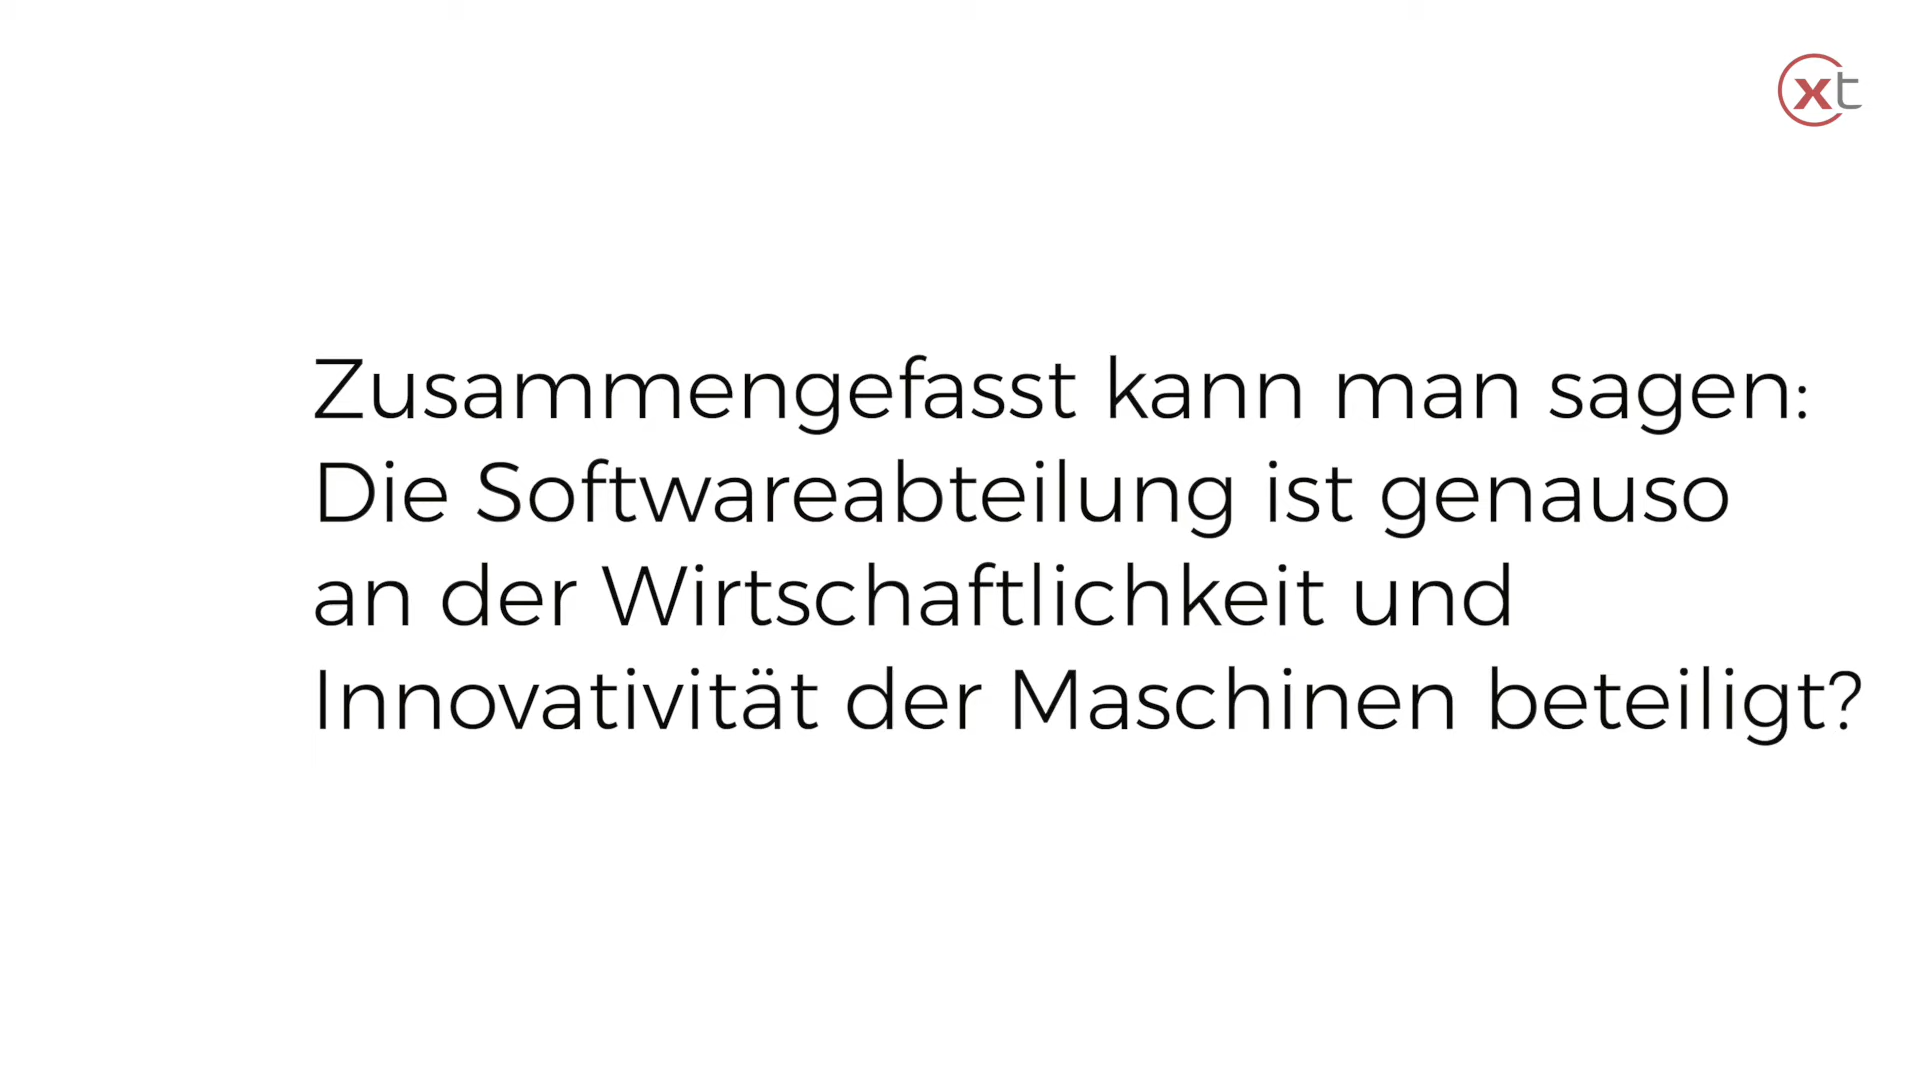 xt
Zusammengefasst kann man sagen:
Die Softwareabteilung ist genauso
an der Wirtschaftlichkeit und
Innovativität der Maschinen beteiligt?